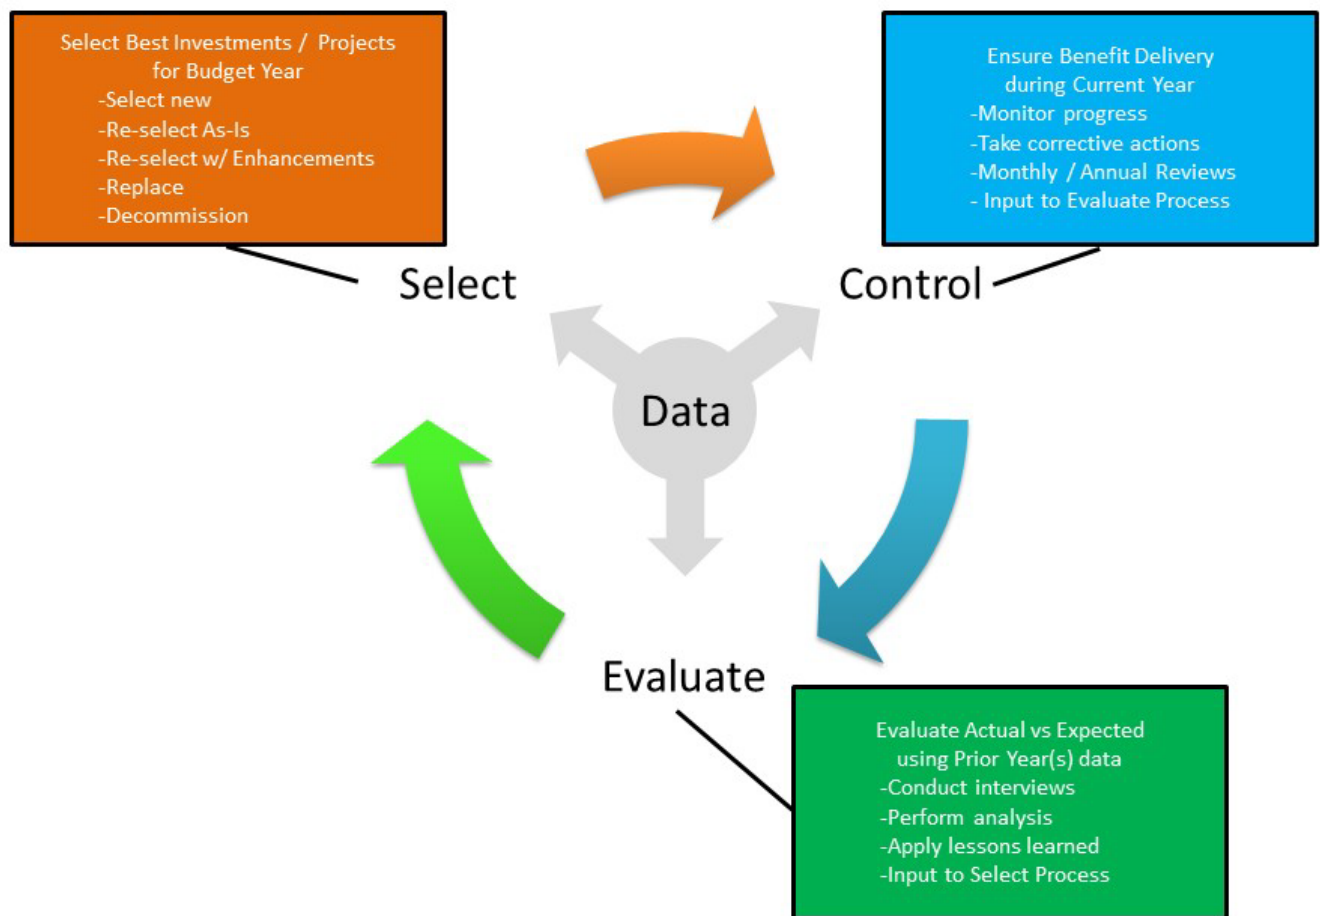 Select Best Investments / Projects
for Budget Year
-Select new
-Re-select As-Is
-Re-select w/ Enhancements
-Replace
-Decommission
Ensure Benefit Delivery
during Current Year
-Monitor progress
-Take corrective actions
-Monthly / Annual Reviews
- Input to Evaluate Process
Select
Control
Data
Evaluate
Evaluate Actual vs Expected
using Prior Year(s) data
-Conduct interviews
-Perform analysis
-Apply lessons learned
-Input to Select Process